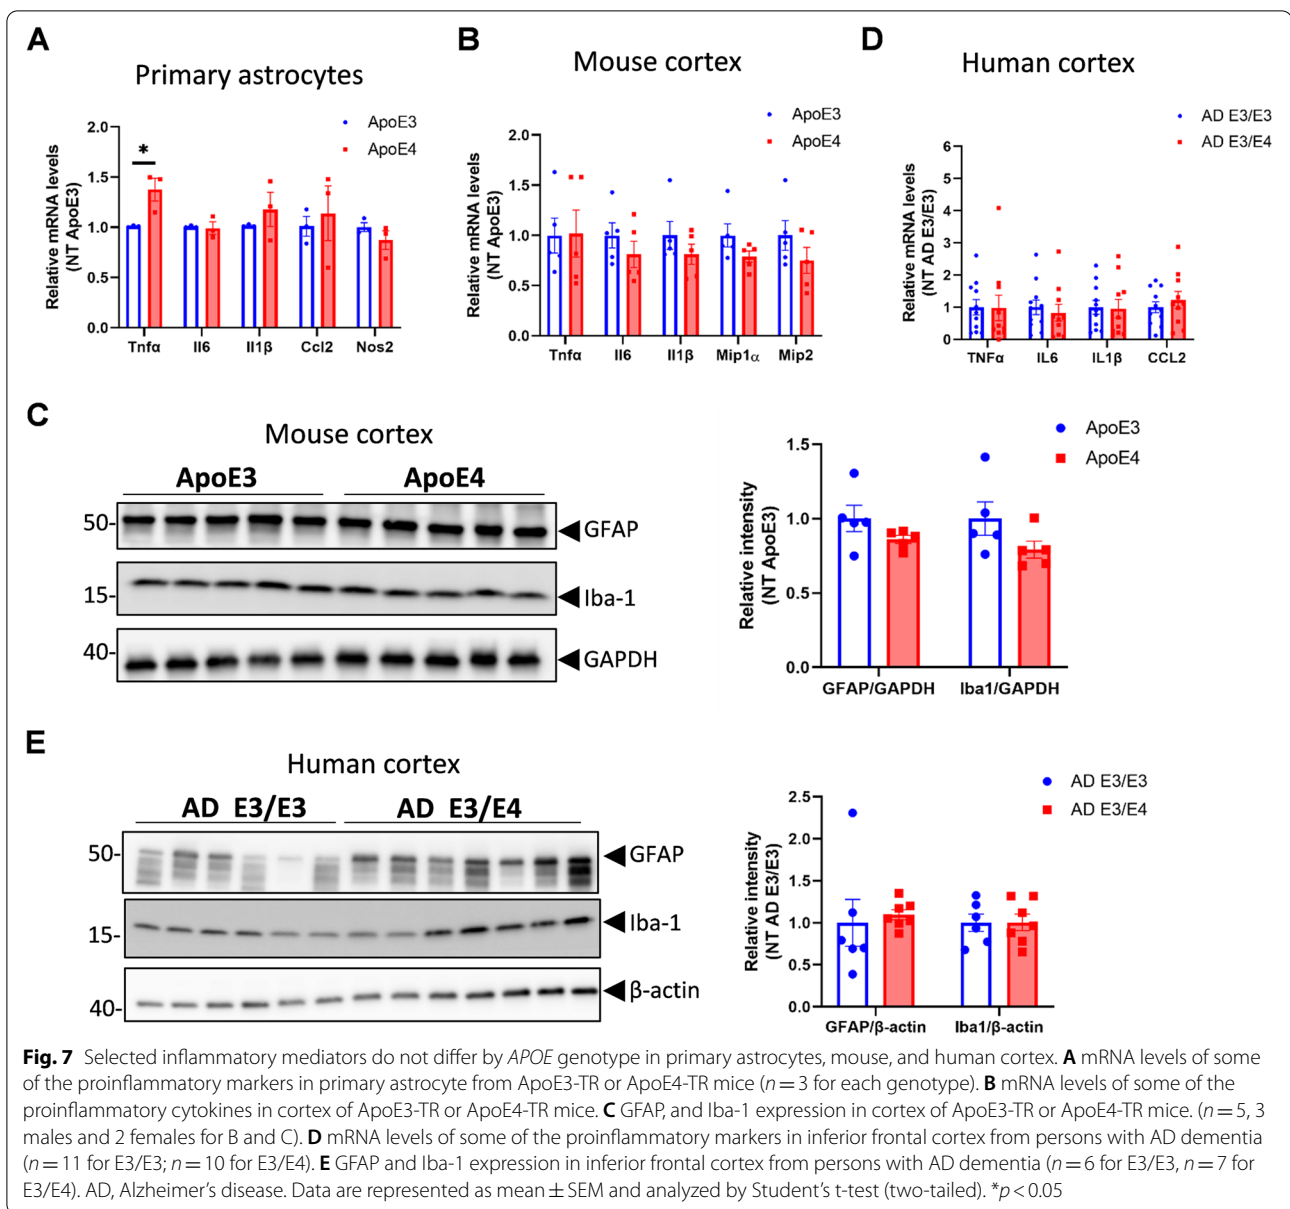 A
Primary astrocytes
ApoE3
ApoE4
Relative mRNA levels
(NT ApoE3)
2.0
1.5
1.0
0.5
0.0
*
Tnfα Il6 Il1β Ccl2 Nos2
B
Mouse cortex
ApoE3
ApoE4
Relative mRNA levels
(NT ApoE3)
2.0
1.5
1.0
0.5
0.0
Tnfα Il6 Il1β Mip1α Mip2
D
Human cortex
AD E3/E3
AD E3/E4
Relative mRNA levels
(NT AD E3/E3)
6
5
4
3
2
1
0
TNFα IL6 IL1β CCL2
C
Mouse cortex
ApoE3 ApoE4
50- GFAP
15- Iba-1
40- GAPDH
ApoE3
ApoE4
Relative intensity
(NT ApoE3)
1.5
1.0
0.5
0.0
GFAP/GAPDH Iba1/GAPDH
E
Human cortex
AD E3/E3 AD E3/E4
50- GFAP
15- Iba-1
40- β-actin
AD E3/E3
AD E3/E4
Relative intensity
(NT AD E3/E3)
2.5
2.0
1.5
1.0
0.5
0.0
GFAP/β-actin Iba1/β-actin
Fig. 7 Selected inflammatory mediators do not differ by APOE genotype in primary astrocytes, mouse, and human cortex. A mRNA levels of some
of the proinflammatory markers in primary astrocyte from ApoE3-TR or ApoE4-TR mice (n = 3 for each genotype). B mRNA levels of some of the
proinflammatory cytokines in cortex of ApoE3-TR or ApoE4-TR mice. C GFAP, and Iba-1 expression in cortex of ApoE3-TR or ApoE4-TR mice. (n = 5, 3
males and 2 females for B and C). D mRNA levels of some of the proinflammatory markers in inferior frontal cortex from persons with AD dementia
(n = 11 for E3/E3; n = 10 for E3/E4). E GFAP and Iba-1 expression in inferior frontal cortex from persons with AD dementia (n = 6 for E3/E3, n = 7 for
E3/E4). AD, Alzheimer's disease. Data are represented as mean ± SEM and analyzed by Student's t-test (two-tailed). *p < 0.05